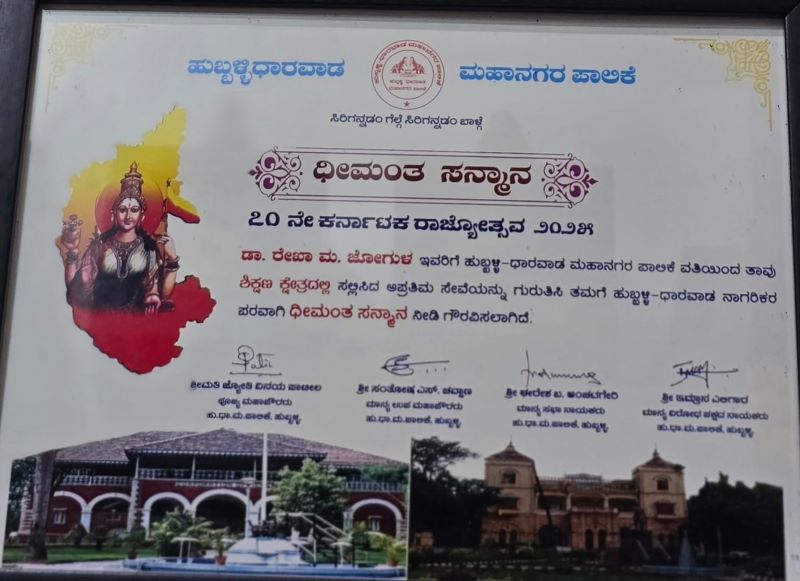 ಹುಬ್ಬಳ್ಳಿಧಾರವಾಡ ಮಹಾನಗರ ಪಾಲಿಕೆ
ಸಿರಿಗನ್ನಡಂ ಗೆಲ್ಗೆ ಸಿರಿಗನ್ನಡಂ ಬಾಳ್ಗೆ
ಧೀಮಂತ ಸನ್ಮಾನ
೭೦ ನೇ ಕರ್ನಾಟಕ ರಾಜ್ಯೋತ್ಸವ ೨೦೨೫
ಡಾ. ರೇಖಾ ಮ. ಜೋಗುಳ ಇವರಿಗೆ ಹುಬ್ಬಳ್ಳಿ-ಧಾರವಾಡ ಮಹಾನಗರ ಪಾಲಿಕೆ ವತಿಯಿಂದ ತಾವು
ಶಿಕ್ಷಣ ಕ್ಷೇತ್ರದಲ್ಲಿ ಸಲ್ಲಿಸಿದ ಅಪ್ರತಿಮ ಸೇವೆಯನ್ನು ಗುರುತಿಸಿ ತಮಗೆ ಹುಬ್ಬಳ್ಳಿ-ಧಾರವಾಡ ನಾಗರಿಕರ
ಪರವಾಗಿ ಧೀಮಂತ ಸನ್ಮಾನ ನೀಡಿ ಗೌರವಿಸಲಾಗಿದೆ.
ಶ್ರೀಮತಿ ಜ್ಯೋತಿ ವಿನಯ ಪಾಟೀಲ
ಪೂಜ್ಯ ಮಹಾಪೌರರು
ಹು.ಧಾ.ಮ.ಪಾಲಿಕೆ, ಹುಬ್ಬಳ್ಳಿ
ಶ್ರೀ ಸಂತೋಷ ಎಸ್. ಚವ್ಹಾಣ
ಮಾನ್ಯ ಉಪ ಮಹಾಪೌರರು
ಹು.ಧಾ.ಮ.ಪಾಲಿಕೆ, ಹುಬ್ಬಳ್ಳಿ
ಶ್ರೀ ಈರೇಶ ಬ. ಅಂಚಟಗೇರಿ
ಮಾನ್ಯ ಸಭಾ ನಾಯಕರು
ಹು.ಧಾ.ಮ.ಪಾಲಿಕೆ, ಹುಬ್ಬಳ್ಳಿ
ಶ್ರೀ ಇಮ್ರಾನ ಎಲಿಗಾರ
ಮಾನ್ಯ ವಿರೋಧ ಪಕ್ಷದ ನಾಯಕರು
ಹು.ಧಾ.ಮ.ಪಾಲಿಕೆ, ಹುಬ್ಬಳ್ಳಿ